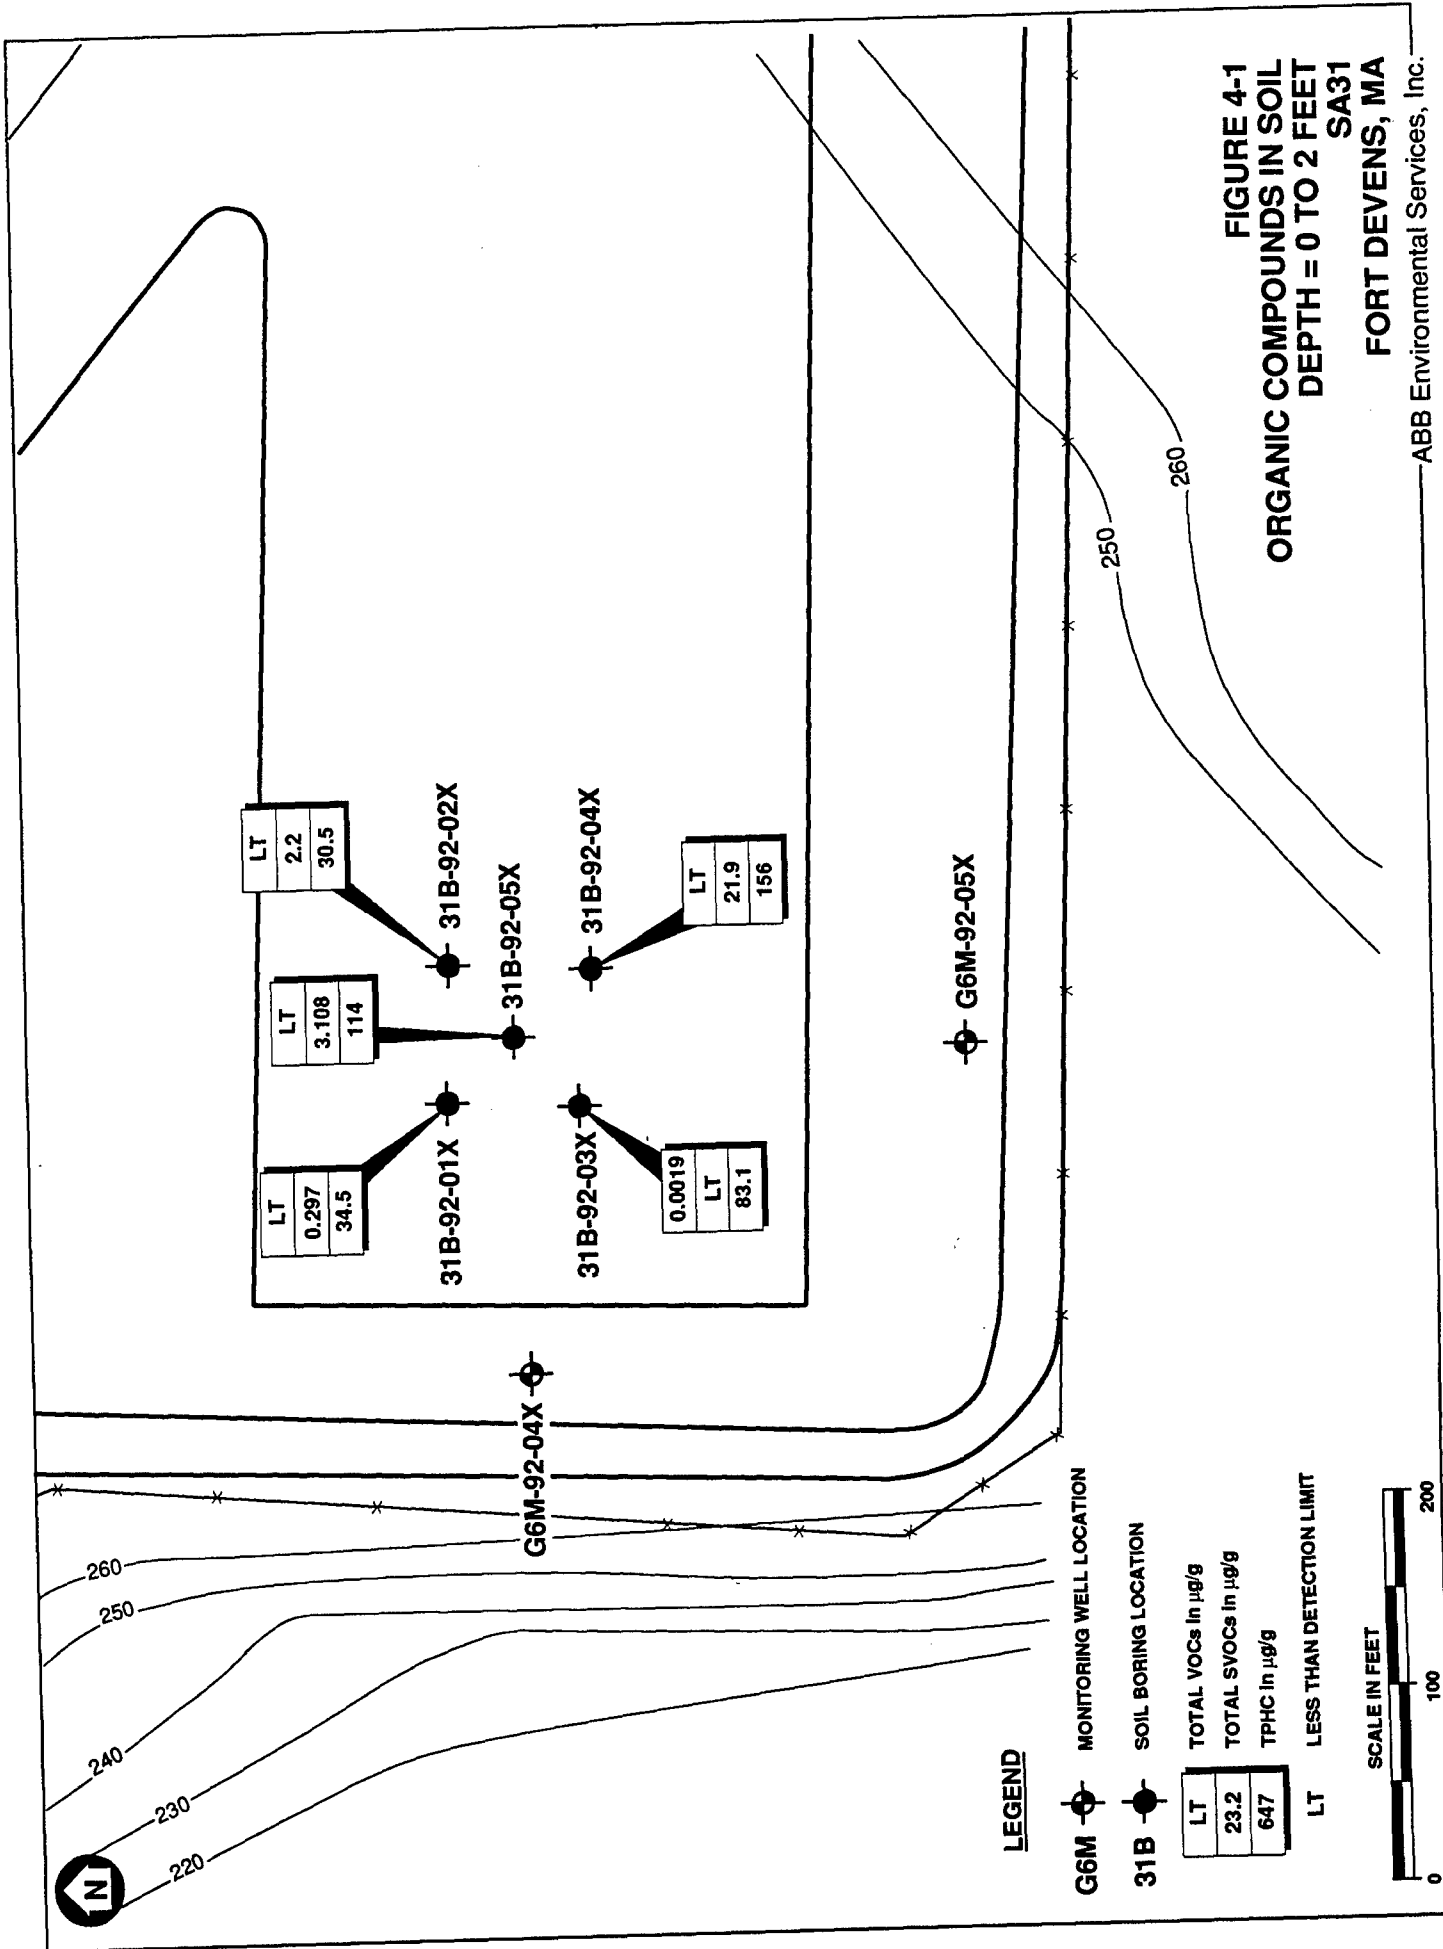 N
260
250
240
230
220
G6M-92-04X
LT
0.297
34.5
31B-92-01X
LT
3.108
114
31B-92-05X
LT
2.2
30.5
31B-92-02X
31B-92-03X
0.0019
LT
83.1
31B-92-04X
LT
21.9
156
G6M-92-05X
250
260
LEGEND
G6M MONITORING WELL LOCATION
31B SOIL BORING LOCATION
LT TOTAL VOCs in µg/g
23.2 TOTAL SVOCs in µg/g
647 TPHC in µg/g
LT LESS THAN DETECTION LIMIT
SCALE IN FEET
0 100 200
FIGURE 4-1
ORGANIC COMPOUNDS IN SOIL
DEPTH = 0 TO 2 FEET
SA31
FORT DEVENS, MA
ABB Environmental Services, Inc.